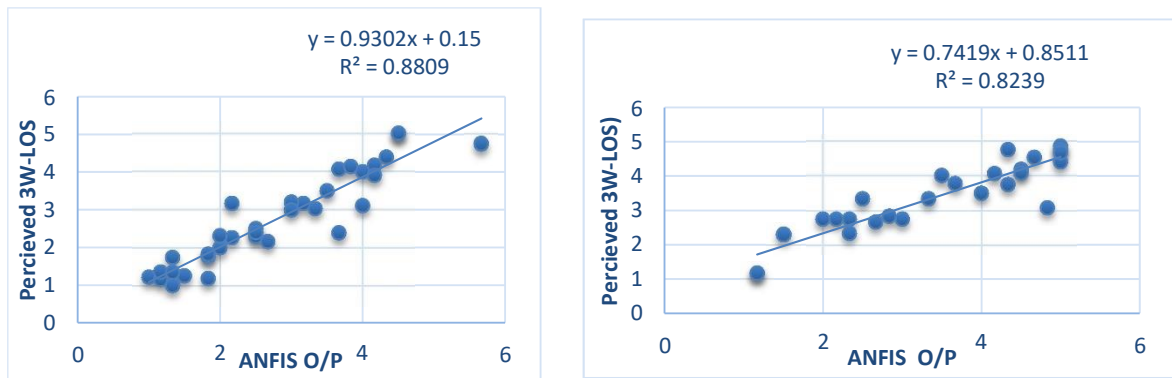 y = 0.9302x + 0.15
R² = 0.8809
6
5
4
3
2
1
0
0
2
4
6
Percieved 3W-LOS
ANFIS O/P
y = 0.7419x + 0.8511
R² = 0.8239
6
5
4
3
2
1
0
0
2
4
6
Percieved 3W-LOS)
ANFIS O/P